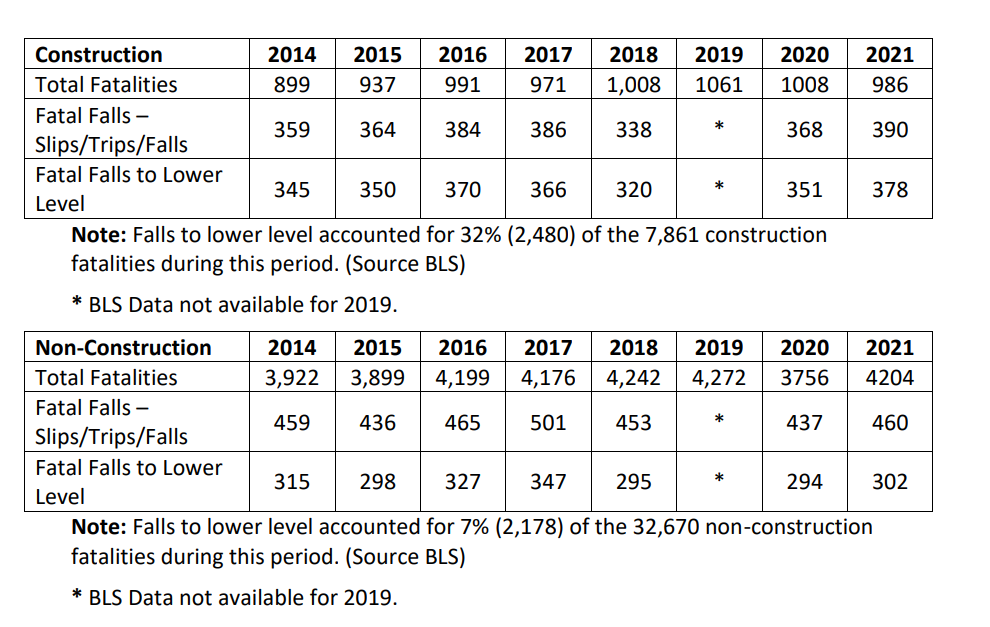 Construction 2014 2015 2016 2017 2018 2019 2020 2021
Total Fatalities 899 937 991 971 1,008 1061 1008 986
Fatal Falls –
Slips/Trips/Falls 359 364 384 386 338 * 368 390
Fatal Falls to Lower
Level 345 350 370 366 320 * 351 378
Note: Falls to lower level accounted for 32% (2,480) of the 7,861 construction
fatalities during this period. (Source BLS)
* BLS Data not available for 2019.
Non-Construction 2014 2015 2016 2017 2018 2019 2020 2021
Total Fatalities 3,922 3,899 4,199 4,176 4,242 4,272 3756 4204
Fatal Falls –
Slips/Trips/Falls 459 436 465 501 453 * 437 460
Fatal Falls to Lower
Level 315 298 327 347 295 * 294 302
Note: Falls to lower level accounted for 7% (2,178) of the 32,670 non-construction
fatalities during this period. (Source BLS)
* BLS Data not available for 2019.